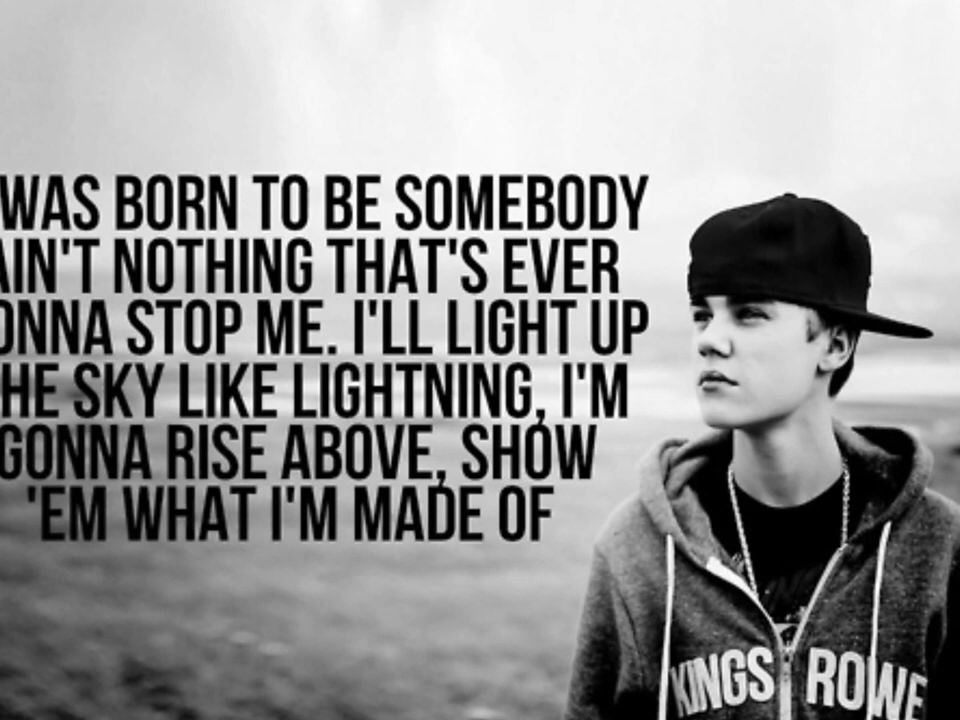 WAS BORN TO BE SOMEBODY
AIN'T NOTHING THAT'S EVER
ONNA STOP ME. I'LL LIGHT UP
HE SKY LIKE LIGHTNING, I'M
GONNA RISE ABOVE, SHOW
'EM WHAT I'M MADE OF
KINGS ROWE